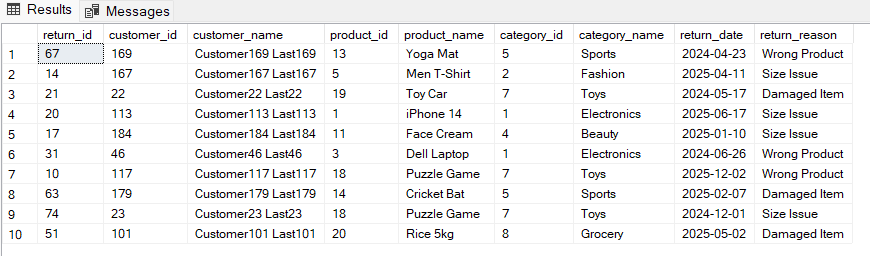 Results Messages
return_id customer_id customer_name product_id product_name category_id category_name return_date return_reason
1 67 169 Customer169 Last169 13 Yoga Mat 5 Sports 2024-04-23 Wrong Product
2 14 167 Customer167 Last167 5 Men T-Shirt 2 Fashion 2025-04-11 Size Issue
3 21 22 Customer22 Last22 19 Toy Car 7 Toys 2024-05-17 Damaged Item
4 20 113 Customer113 Last113 1 iPhone 14 1 Electronics 2025-06-17 Size Issue
5 17 184 Customer184 Last184 11 Face Cream 4 Beauty 2025-01-10 Size Issue
6 31 46 Customer46 Last46 3 Dell Laptop 1 Electronics 2024-06-26 Wrong Product
7 10 117 Customer117 Last117 18 Puzzle Game 7 Toys 2025-12-02 Wrong Product
8 63 179 Customer179 Last179 14 Cricket Bat 5 Sports 2025-02-07 Damaged Item
9 74 23 Customer23 Last23 18 Puzzle Game 7 Toys 2024-12-01 Size Issue
10 51 101 Customer101 Last101 20 Rice 5kg 8 Grocery 2025-05-02 Damaged Item